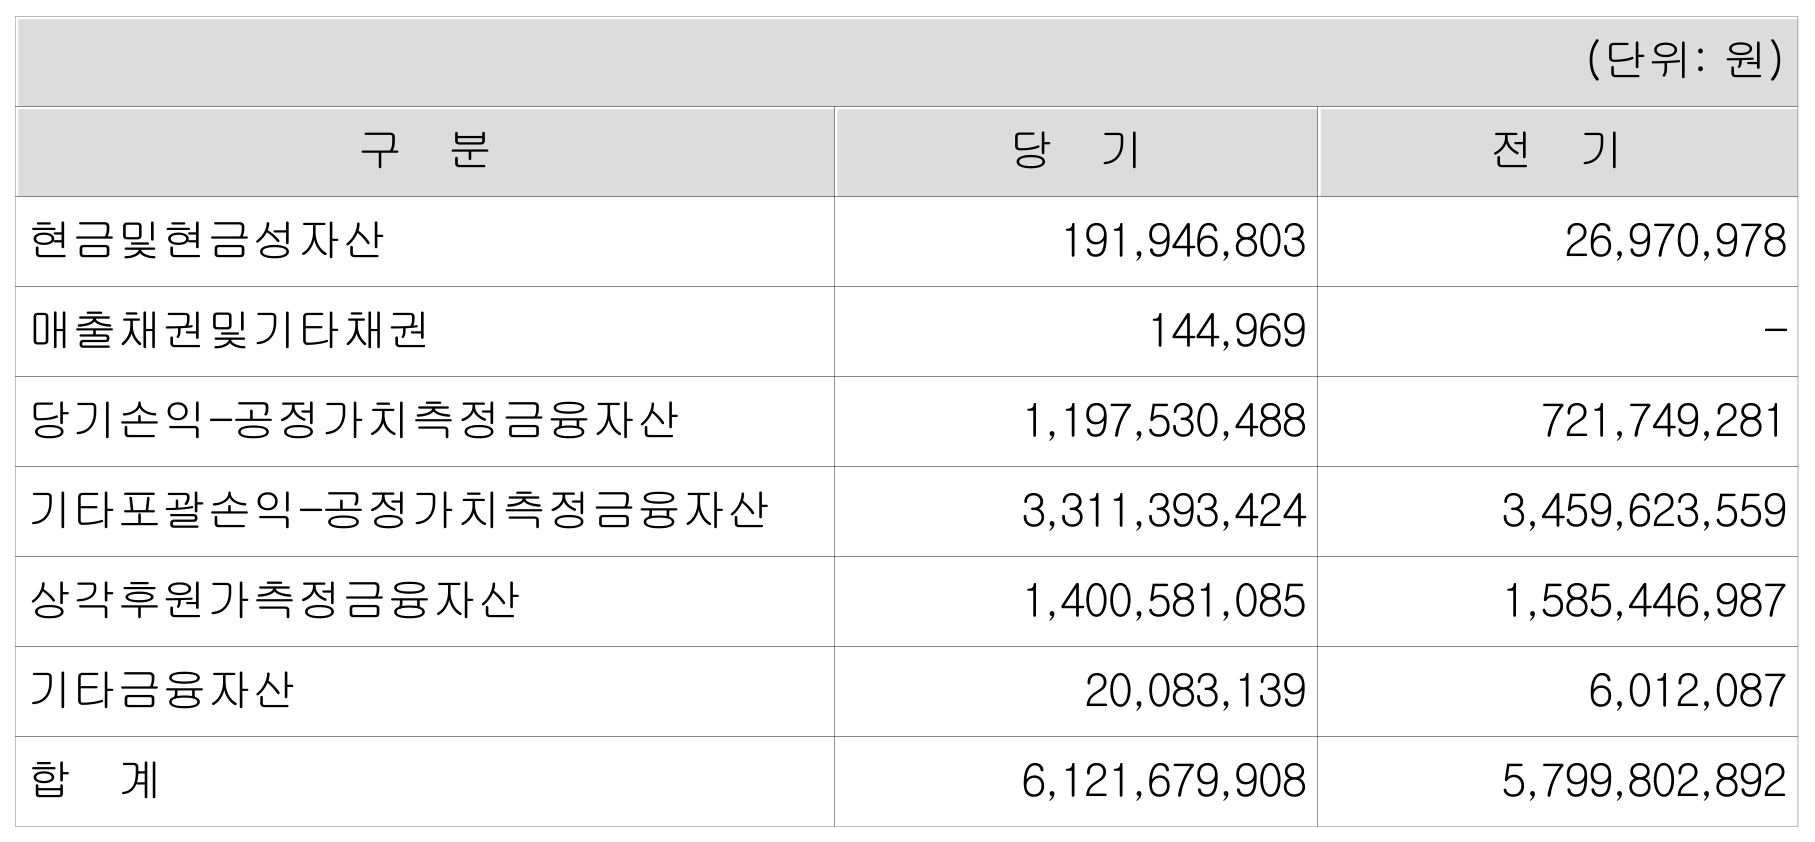 (단위: 원)
구 분 당 기 전 기
현금및현금성자산 191,946,803 26,970,978
매출채권및기타채권 144,969 -
당기손익-공정가치측정금융자산 1,197,530,488 721,749,281
기타포괄손익-공정가치측정금융자산 3,311,393,424 3,459,623,559
상각후원가측정금융자산 1,400,581,085 1,585,446,987
기타금융자산 20,083,139 6,012,087
합 계 6,121,679,908 5,799,802,892